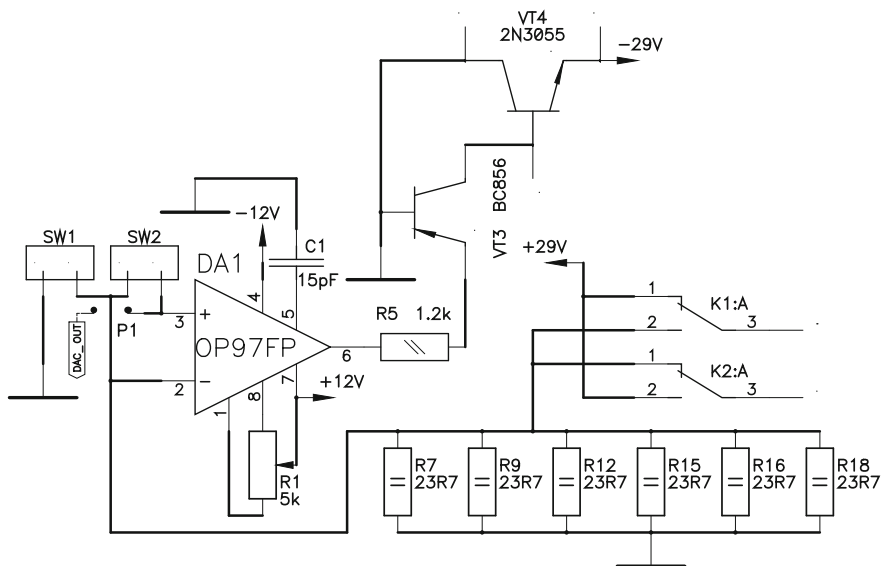 VT4
2N3055
-29V
BC856
VT3
-12V
+29V
SW1
SW2
DA1
C1
15pF
DAC_OUT
P1
3
+
4
5
R5 1.2k
OP97FP
6
2
-
1
8
7
+12V
R1
5k
1
K1:A
2
3
1
K2:A
2
3
R7
23R7
R9
23R7
R12
23R7
R15
23R7
R16
23R7
R18
23R7